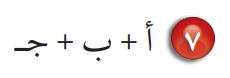 ٧ أ + ب + جـ